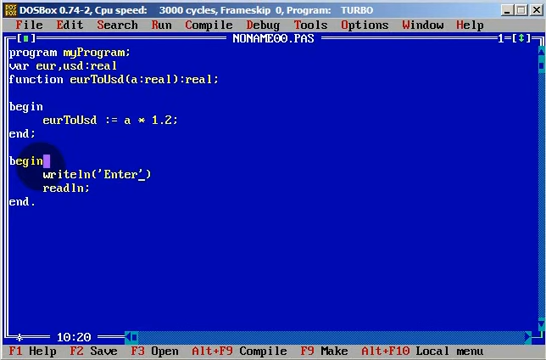 DOSBox 0.74-2, Cpu speed: 3000 cycles, Frameskip 0, Program: TURBO
File Edit Search Run Compile Debug Tools Options Window Help
NONAME00.PAS 1=[↕]
program myProgram;
var eur,usd:real
function eurToUsd(a:real):real;
begin
eurToUsd := a * 1.2;
end;
begin
writeln('Enter')
readln;
end.
10:20
F1 Help F2 Save F3 Open Alt+F9 Compile F9 Make Alt+F10 Local menu